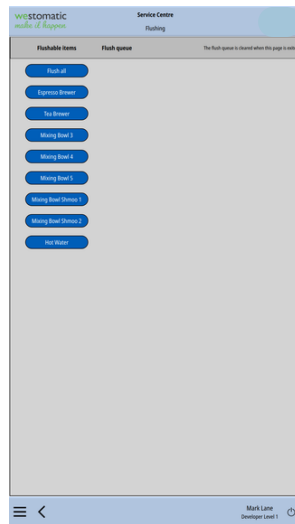 westomatic
make it happen
Service Centre
Flushing
Flushable items
Flush queue
The flush queue is cleared when this page is
Flush all
Espresso Brewer
Tea Brewer
Mixing Bowl 3
Mixing Bowl 4
Mixing Bowl 5
Mixing Bowl Shmoo 1
Mixing Bowl Shmoo 2
Hot Water
Mark Lane
Developer Level 1